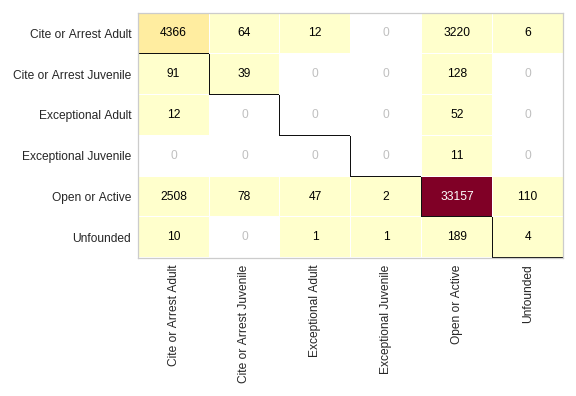 Cite or Arrest Adult 4366 64 12 0 3220 6
Cite or Arrest Juvenile 91 39 0 0 128 0
Exceptional Adult 12 0 0 0 52 0
Exceptional Juvenile 0 0 0 0 11 0
Open or Active 2508 78 47 2 33157 110
Unfounded 10 0 1 1 189 4
Cite or Arrest Adult
Cite or Arrest Juvenile
Exceptional Adult
Exceptional Juvenile
Open or Active
Unfounded